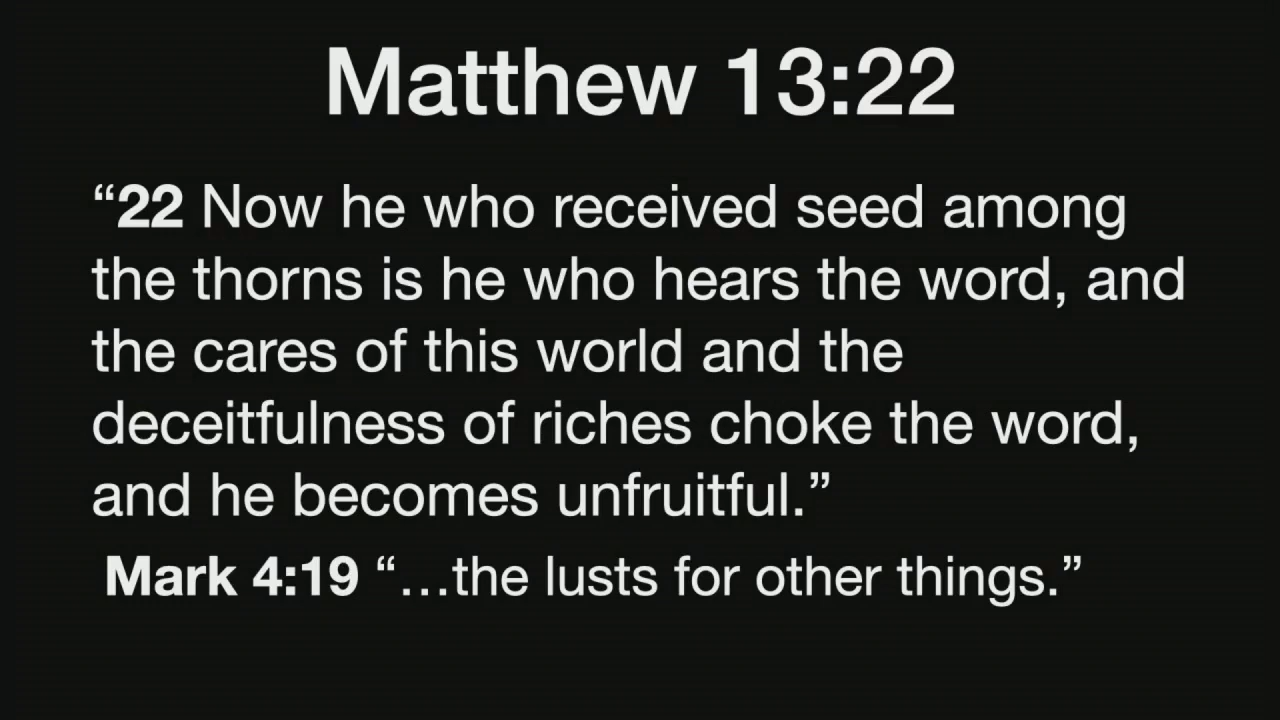 Matthew 13:22
“22 Now he who received seed among
the thorns is he who hears the word, and
the cares of this world and the
deceitfulness of riches choke the word,
and he becomes unfruitful.”
Mark 4:19 “…the lusts for other things.”